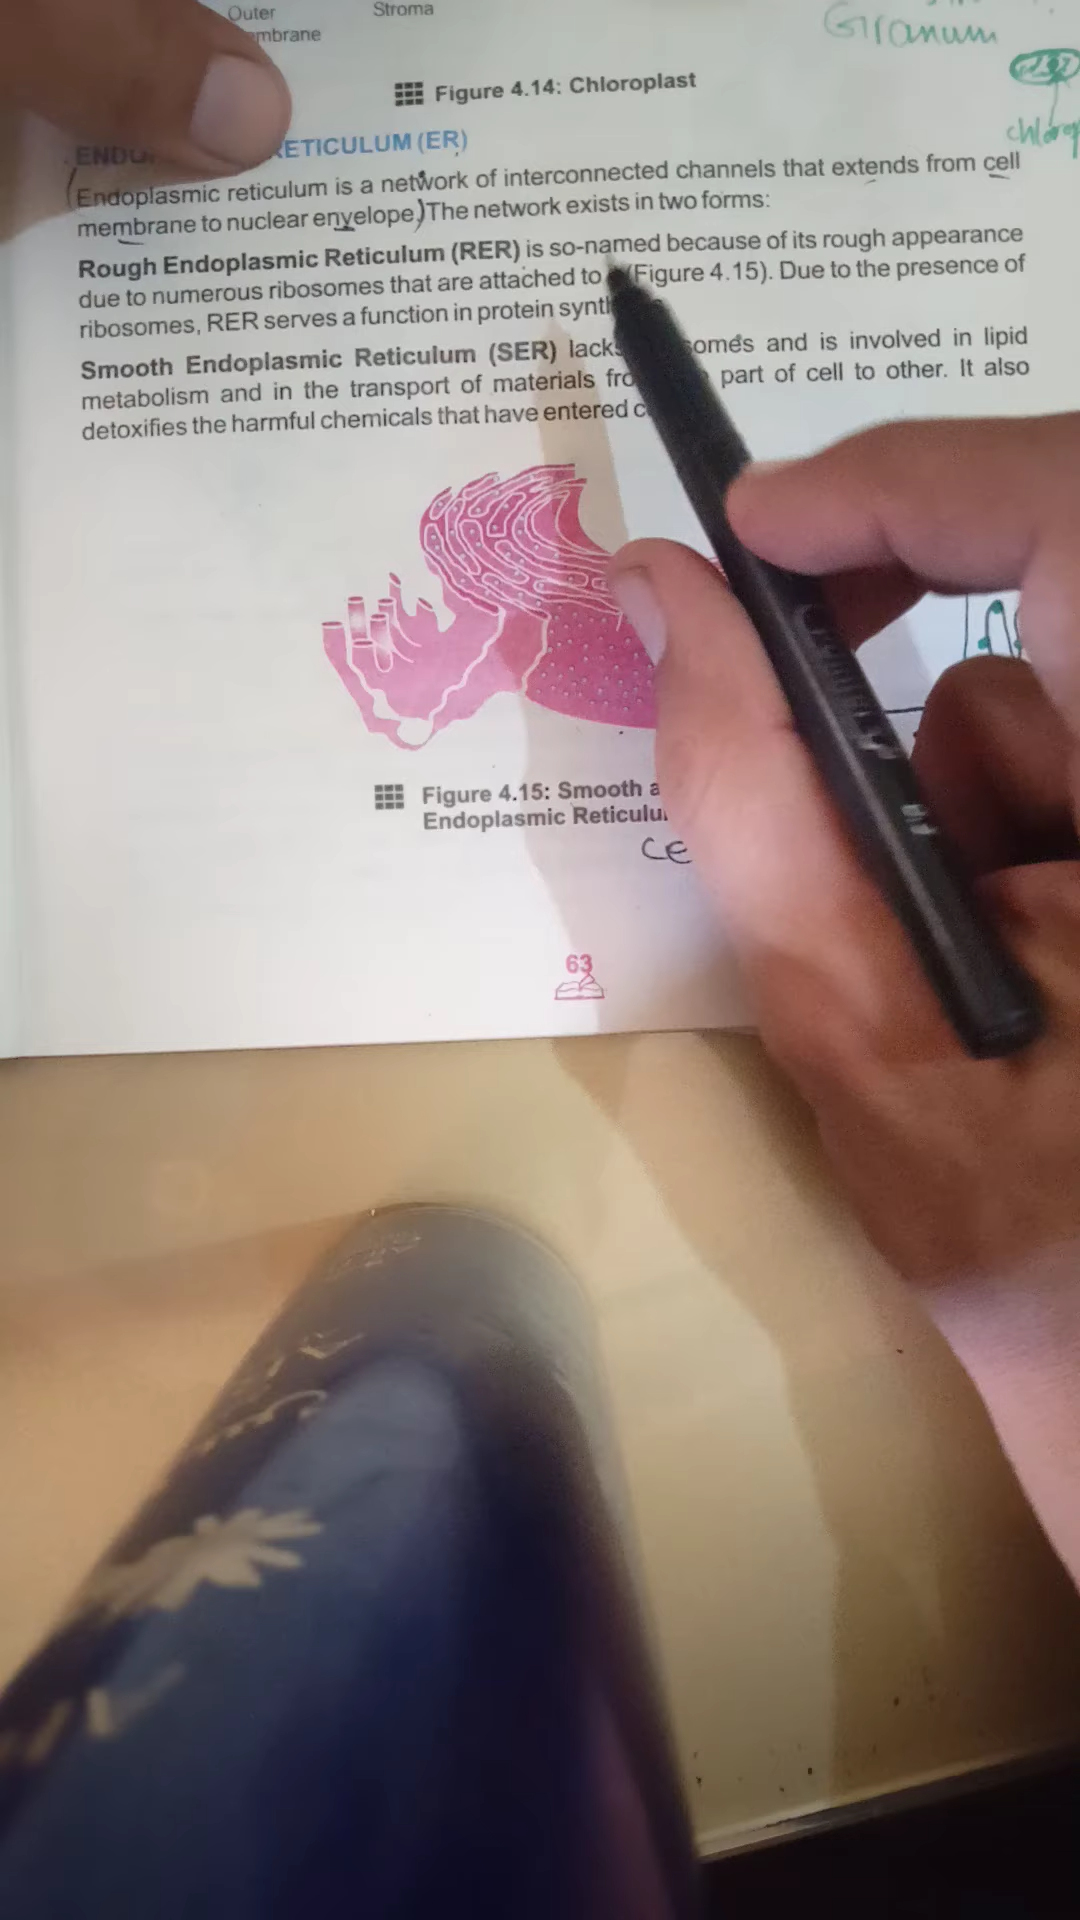 Outer Stroma
mbrane
Granum
Figure 4.14: Chloroplast
ETICULUM (ER)
Endoplasmic reticulum is a network of interconnected channels that extends from cell
membrane to nuclear envelope. The network exists in two forms:
Rough Endoplasmic Reticulum (RER) is so-named because of its rough appearance
due to numerous ribosomes that are attached to (Figure 4.15). Due to the presence of
ribosomes, RER serves a function in protein synth
Smooth Endoplasmic Reticulum (SER) lacks somes and is involved in lipid
metabolism and in the transport of materials fro part of cell to other. It also
detoxifies the harmful chemicals that have entered c
Figure 4.15: Smooth a
Endoplasmic Reticulu
ce
63